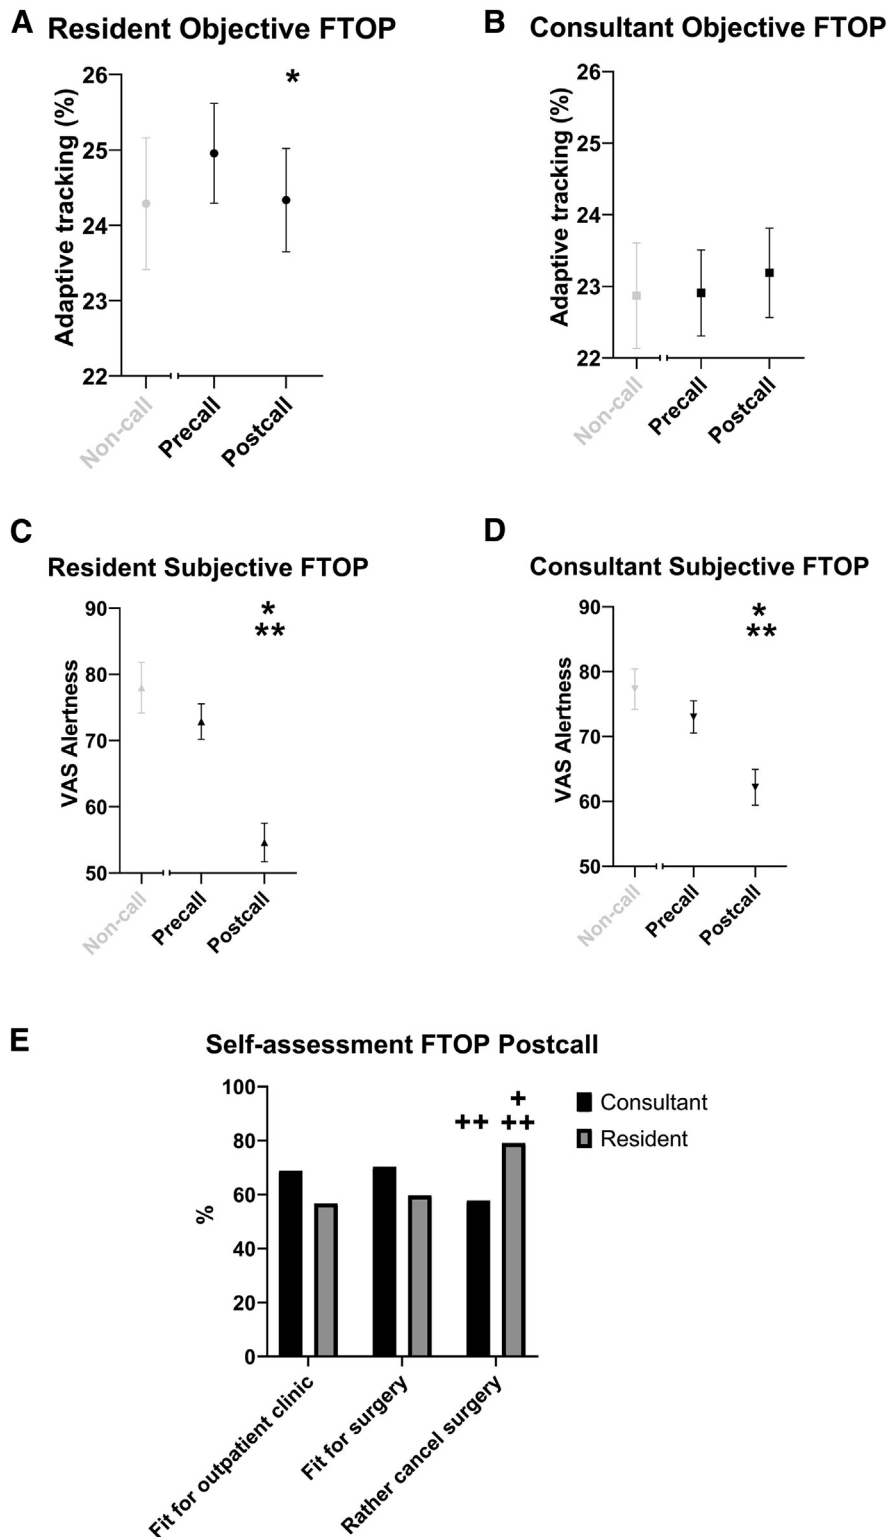 A Resident Objective FTOP
Adaptive tracking (%)
26
25
24
23
22
*
Non-call
Precall
Postcall
B Consultant Objective FTOP
Adaptive tracking (%)
26
25
24
23
22
Non-call
Precall
Postcall
C
Resident Subjective FTOP
VAS Alertness
90
80
70
60
50
*
**
Non-call
Precall
Postcall
D
Consultant Subjective FTOP
VAS Alertness
90
80
70
60
50
*
**
Non-call
Precall
Postcall
E
Self-assessment FTOP Postcall
%
100
80
60
40
20
0
+
++ ++
Consultant
Resident
Fit for outpatient clinic
Fit for surgery
Rather cancel surgery